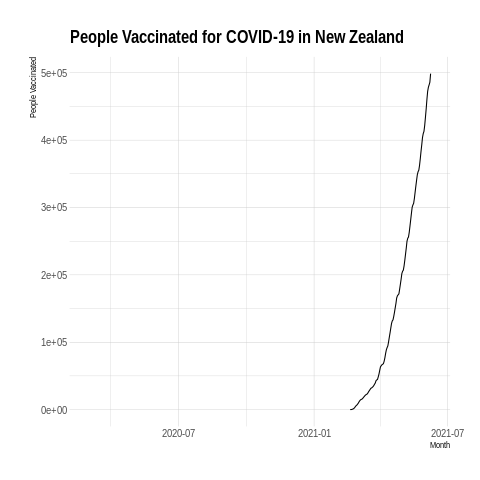 People Vaccinated for COVID-19 in New Zealand
People Vaccinated
5e+05
4e+05
3e+05
2e+05
1e+05
0e+00
2020-07
2021-01
2021-07
Month